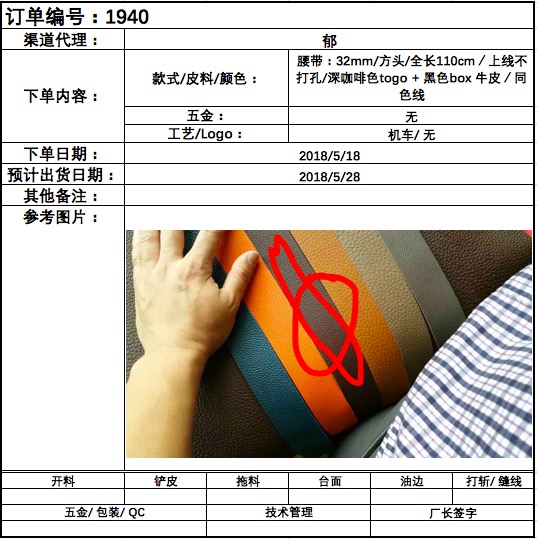 订单编号：1940
渠道代理： 郁
下单内容：
款式/皮料/颜色：
腰带：32mm/方头/全长110cm / 上线不
打孔/深咖啡色togo + 黑色box 牛皮 / 同
色线
五金： 无
工艺/Logo： 机车/ 无
下单日期： 2018/5/18
预计出货日期： 2018/5/28
其他备注：
参考图片：
开料 铲皮 拖料 台面 油边 打斩/ 缝线
五金/ 包装/ QC 技术管理 厂长签字